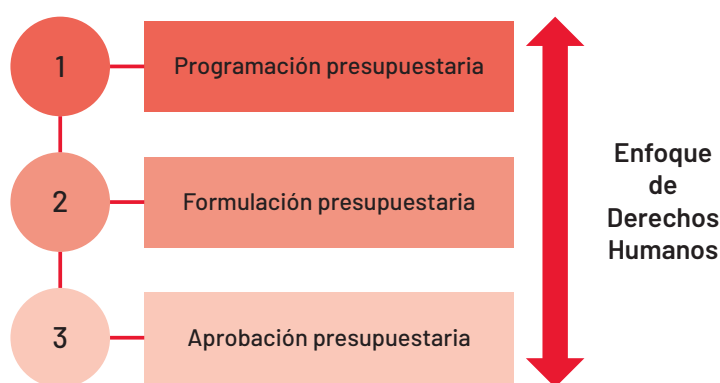 1
Programación presupuestaria
2
Formulación presupuestaria
3
Aprobación presupuestaria
Enfoque
de
Derechos
Humanos